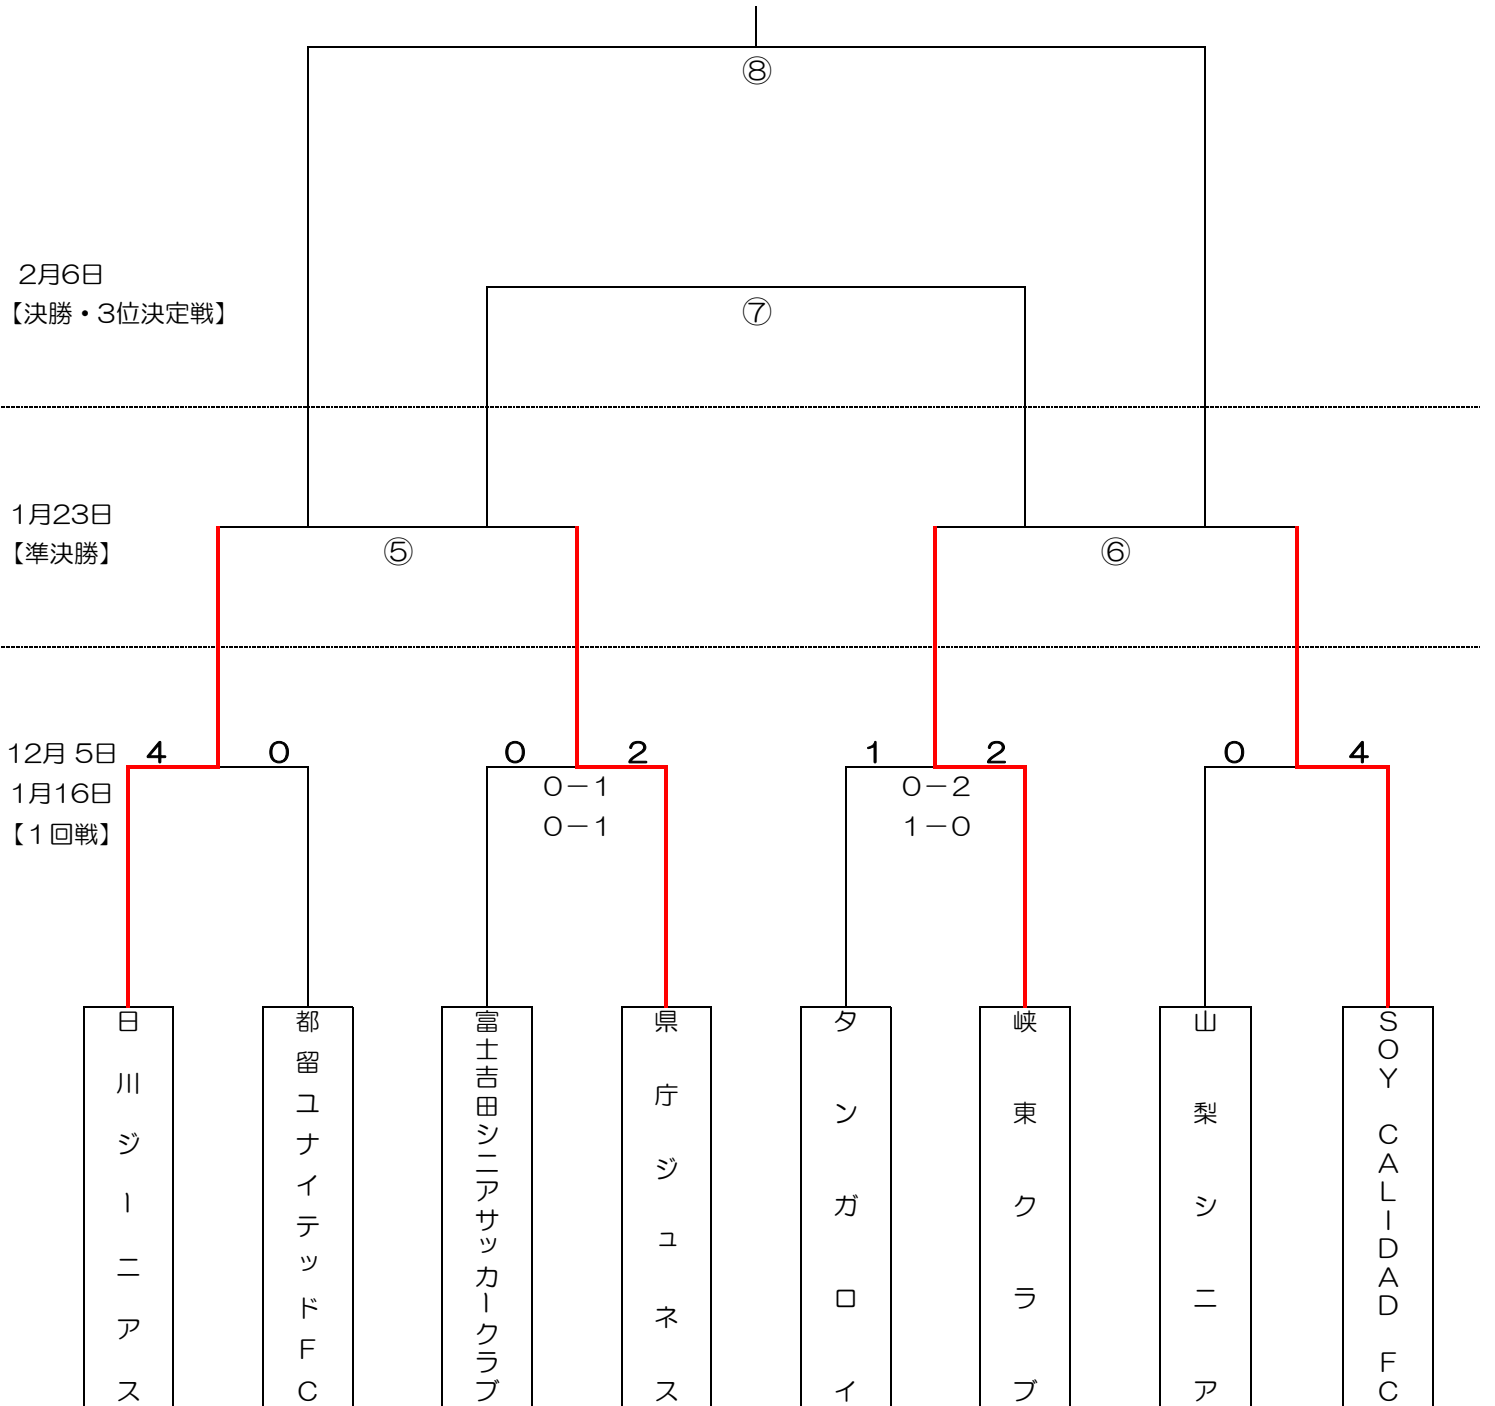 ⑧
2月6日
【決勝・3位決定戦】
⑦
1月23日
【準決勝】
⑤
⑥
12月 5日
1月16日
【1回戦】
4 0
0 2
0−1
0−1
1 2
0−2
1−0
0 4
日川ジーニアス
都留ユナイテッドFC
富士吉田シニアサッカークラブ
県庁ジュネス
タンガロイ
峡東クラブ
山梨シニア
SOY CALIDAD FC